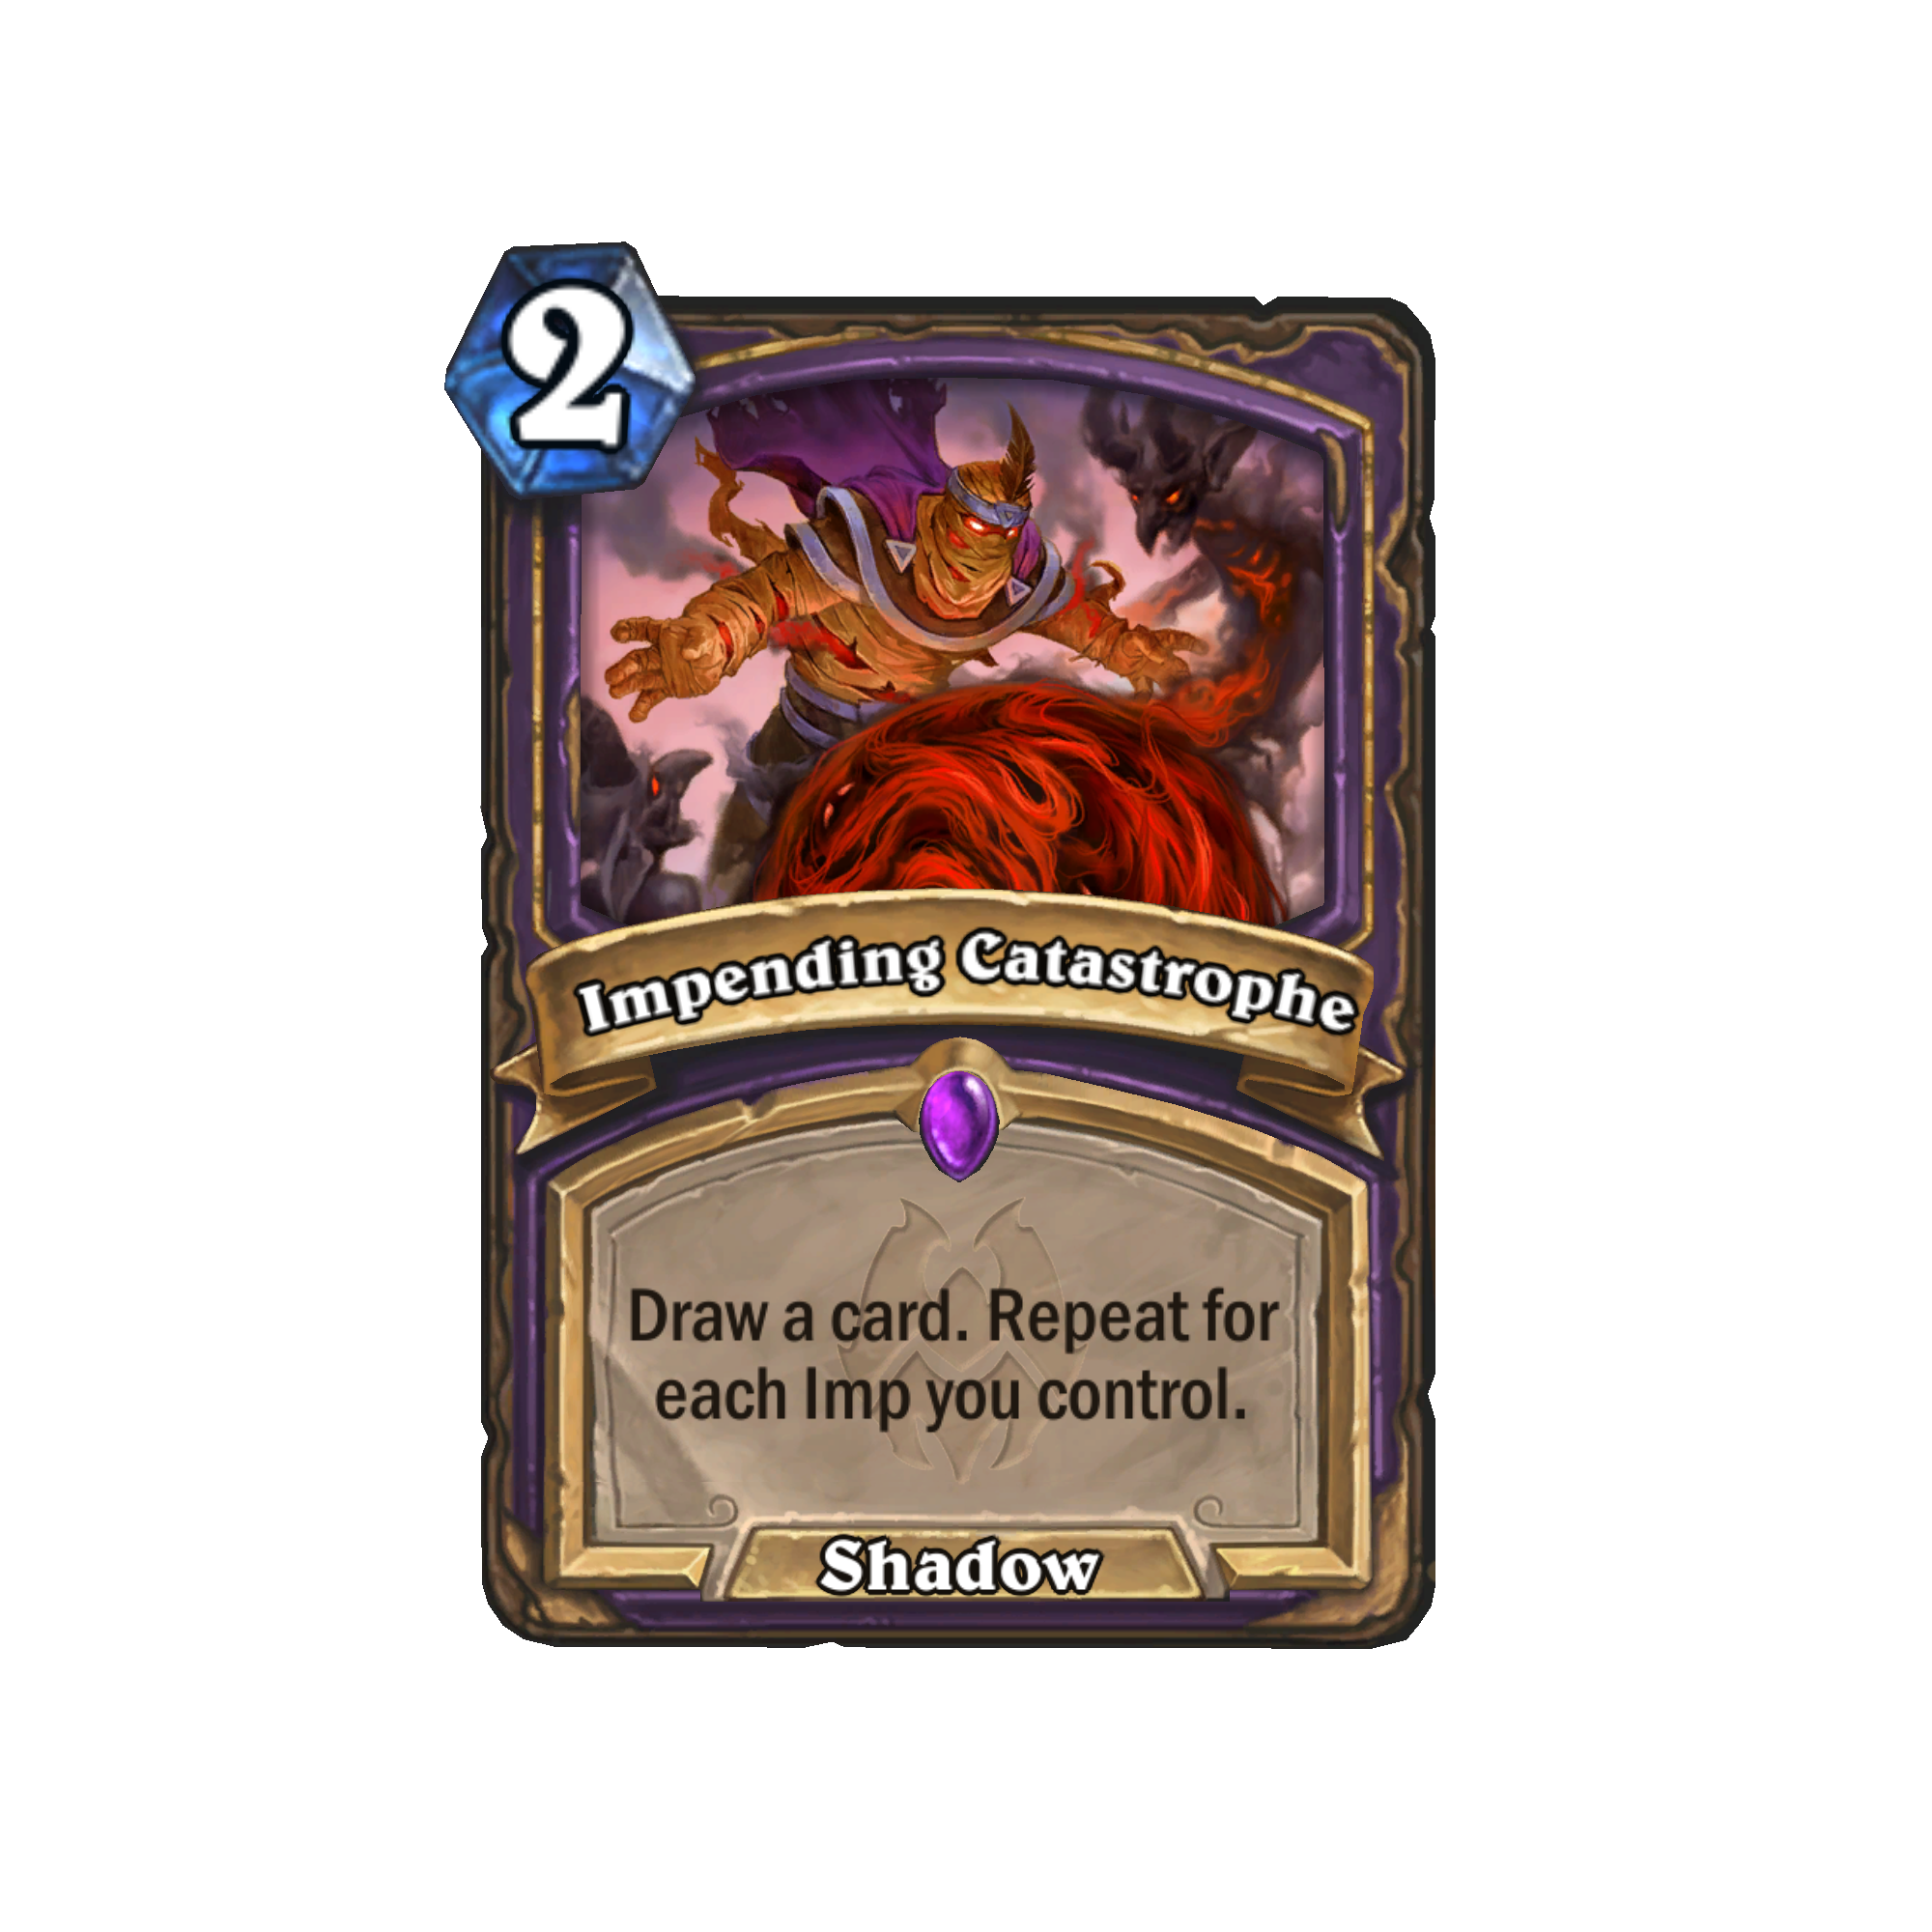 2
Impending Catastrophe
Draw a card. Repeat for
each Imp you control.
Shadow